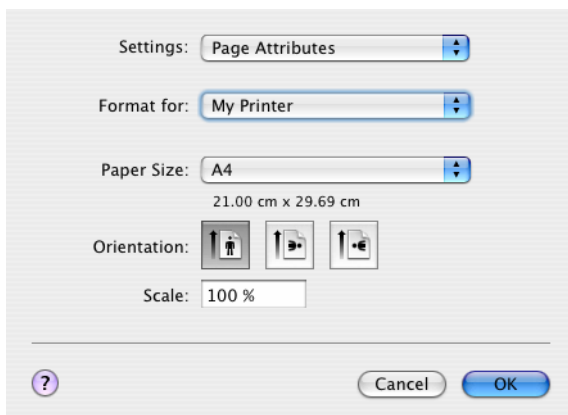 Settings: Page Attributes
Format for: My Printer
Paper Size: A4
21.00 cm x 29.69 cm
Orientation:
Scale: 100 %
? Cancel OK